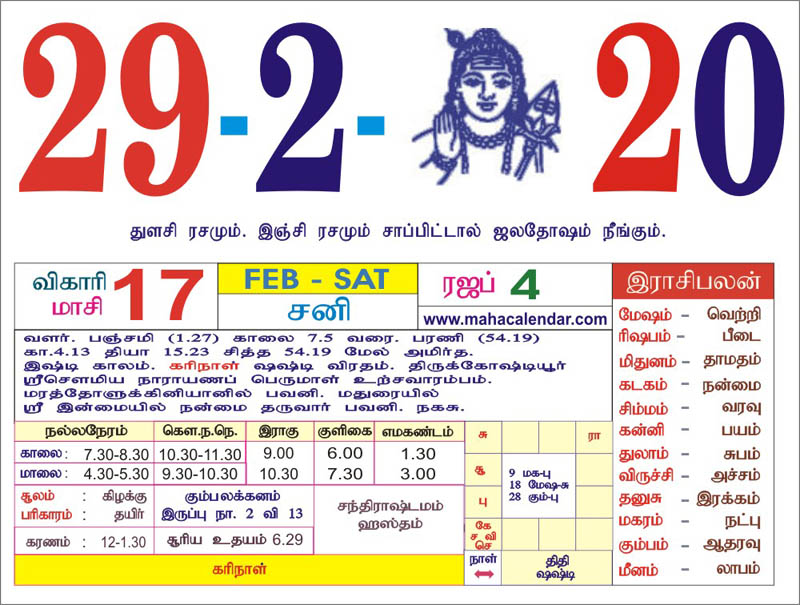 29-2- 20
துளசி ரசமும். இஞ்சி ரசமும் சாப்பிட்டால் ஜலதோஷம் நீங்கும்.
விகாரி
மாசி 17
FEB - SAT
சனி
ரஜப் 4
www.mahacalendar.com
வளர். பஞ்சமி (1.27) காலை 7.5 வரை. பரணி (54.19)
கா.4.13 தியா 15.23 சித்த 54.19 மேல் அமிர்த.
இஷ்டி காலம். கரிநாள் ஷஷ்டி விரதம். திருக்கோஷ்டியூர்
ஸ்ரீசௌமிய நாராயணப் பெருமாள் உற்சவாரம்பம்.
மரத்தோளுக்கினியானில் பவனி. மதுரையில்
ஸ்ரீ இன்மையில் நன்மை தருவார் பவனி. நகசு.
இராசிபலன்
மேஷம் – வெற்றி
ரிஷபம் – பீடை
மிதுனம் – தாமதம்
கடகம் – நன்மை
சிம்மம் – வரவு
கன்னி – பயம்
துலாம் – சுபம்
விருச்சி – அச்சம்
தனுசு – இரக்கம்
மகரம் – நட்பு
கும்பம் – ஆதரவு
மீனம் – லாபம்
நல்லநேரம் கௌ.ந.நெ. இராகு குளிகை எமகண்டம்
காலை : 7.30-8.30 10.30-11.30 9.00 6.00 1.30
மாலை : 4.30-5.30 9.30-10.30 10.30 7.30 3.00
சூலம் : கிழக்கு
பரிகாரம் : தயிர்
கும்பலக்கனம்
இருப்பு நா. 2 வி 13
சந்திராஷ்டமம்
ஹஸ்தம்
கரணம் : 12-1.30 சூரிய உதயம் 6.29
கரிநாள்
சு ரா
சூ
பு
கே
ச வி
செ
9 மக-பு
18 மேஷ-சு
28 கும்-பு
நாள் ↔
திதி
ஷஷ்டி